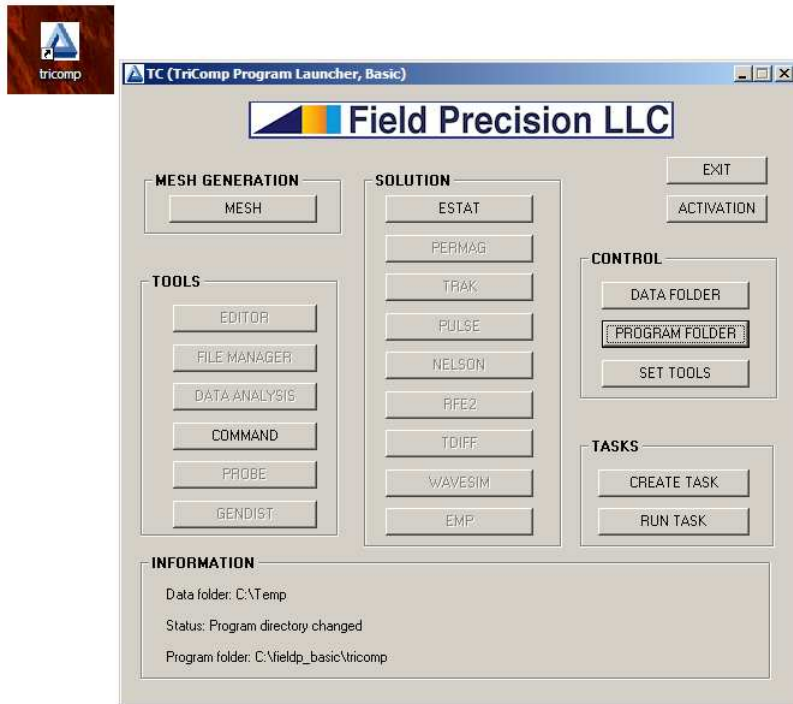 tricomp
TC (TriComp Program Launcher, Basic)
Field Precision LLC
EXIT
ACTIVATION
MESH GENERATION
MESH
SOLUTION
ESTAT
PERMAG
TRAK
PULSE
NELSON
RFE2
TDIFF
WAVESIM
EMP
TOOLS
EDITOR
FILE MANAGER
DATA ANALYSIS
COMMAND
PROBE
GENDIST
CONTROL
DATA FOLDER
PROGRAM FOLDER
SET TOOLS
TASKS
CREATE TASK
RUN TASK
INFORMATION
Data folder: C:\Temp
Status: Program directory changed
Program folder: C:\fieldp_basic\tricomp